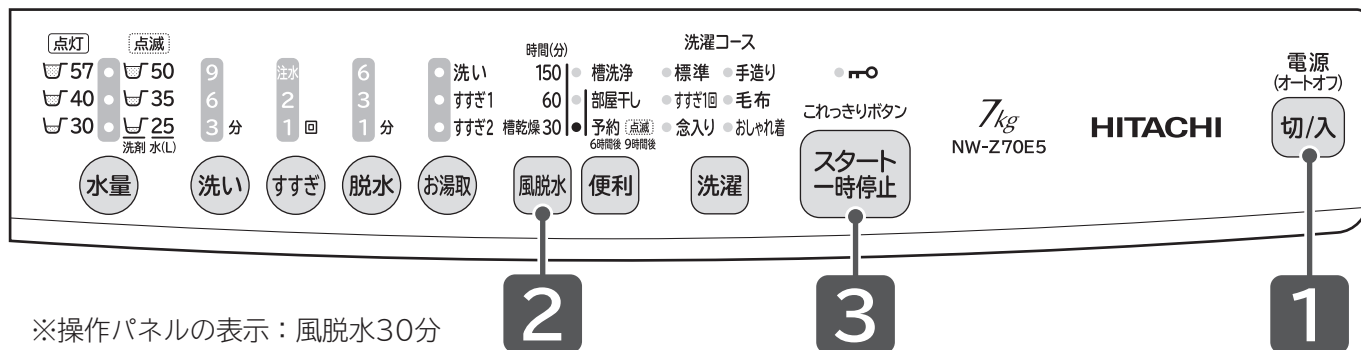 点灯 点滅
57 50
40 35
30 25
洗剤 水(L)
水量
9
6
3 分
洗い
注水
2
1 回
すすぎ
6
3
1 分
脱水
洗い
すすぎ1
すすぎ2
お湯取
時間(分)
150
60
槽乾燥 30
風脱水
槽洗浄
部屋干し
予約 点滅
6時間後 9時間後
便利
洗濯コース
標準 手造り
すすぎ1回 毛布
念入り おしゃれ着
洗濯
これっきりボタン
スタート
一時停止
7kg
NW-Z70E5
HITACHI
電源
(オートオフ)
切/入
2
3
1
※操作パネルの表示:風脱水30分